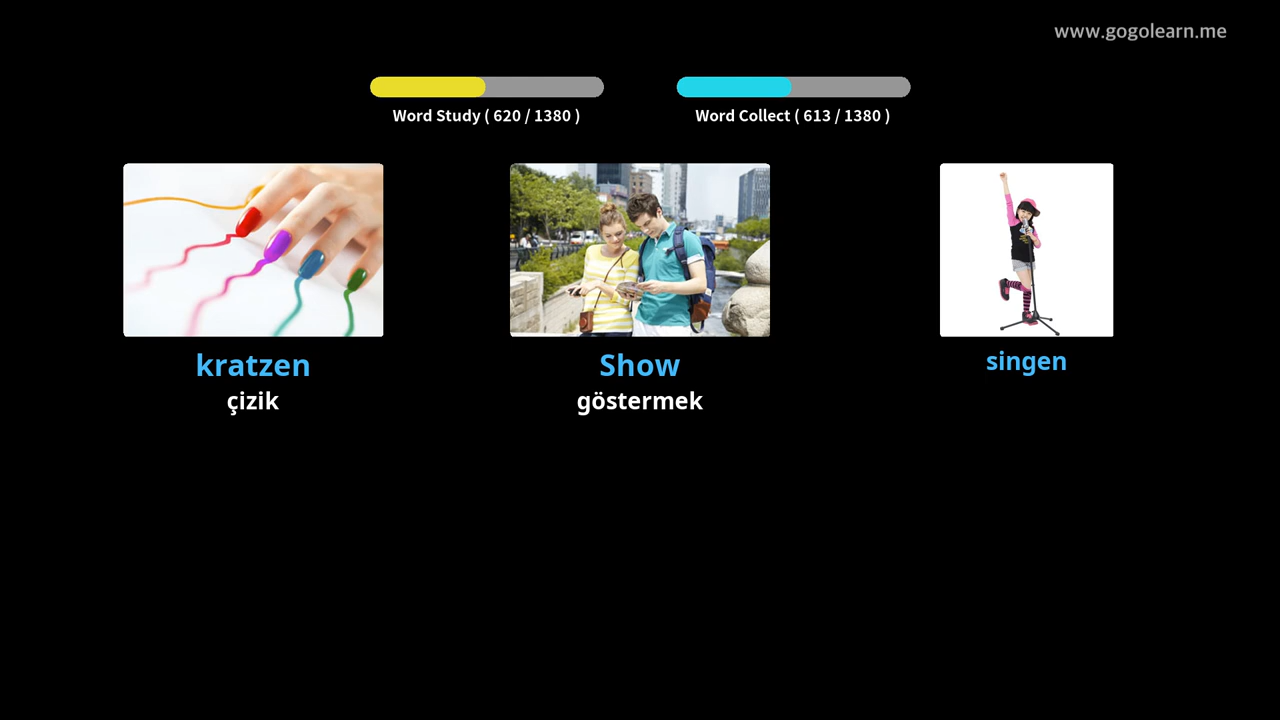 www.gogolearn.me
Word Study ( 620 / 1380 )
Word Collect ( 613 / 1380 )
kratzen
çizik
Show
göstermek
singen